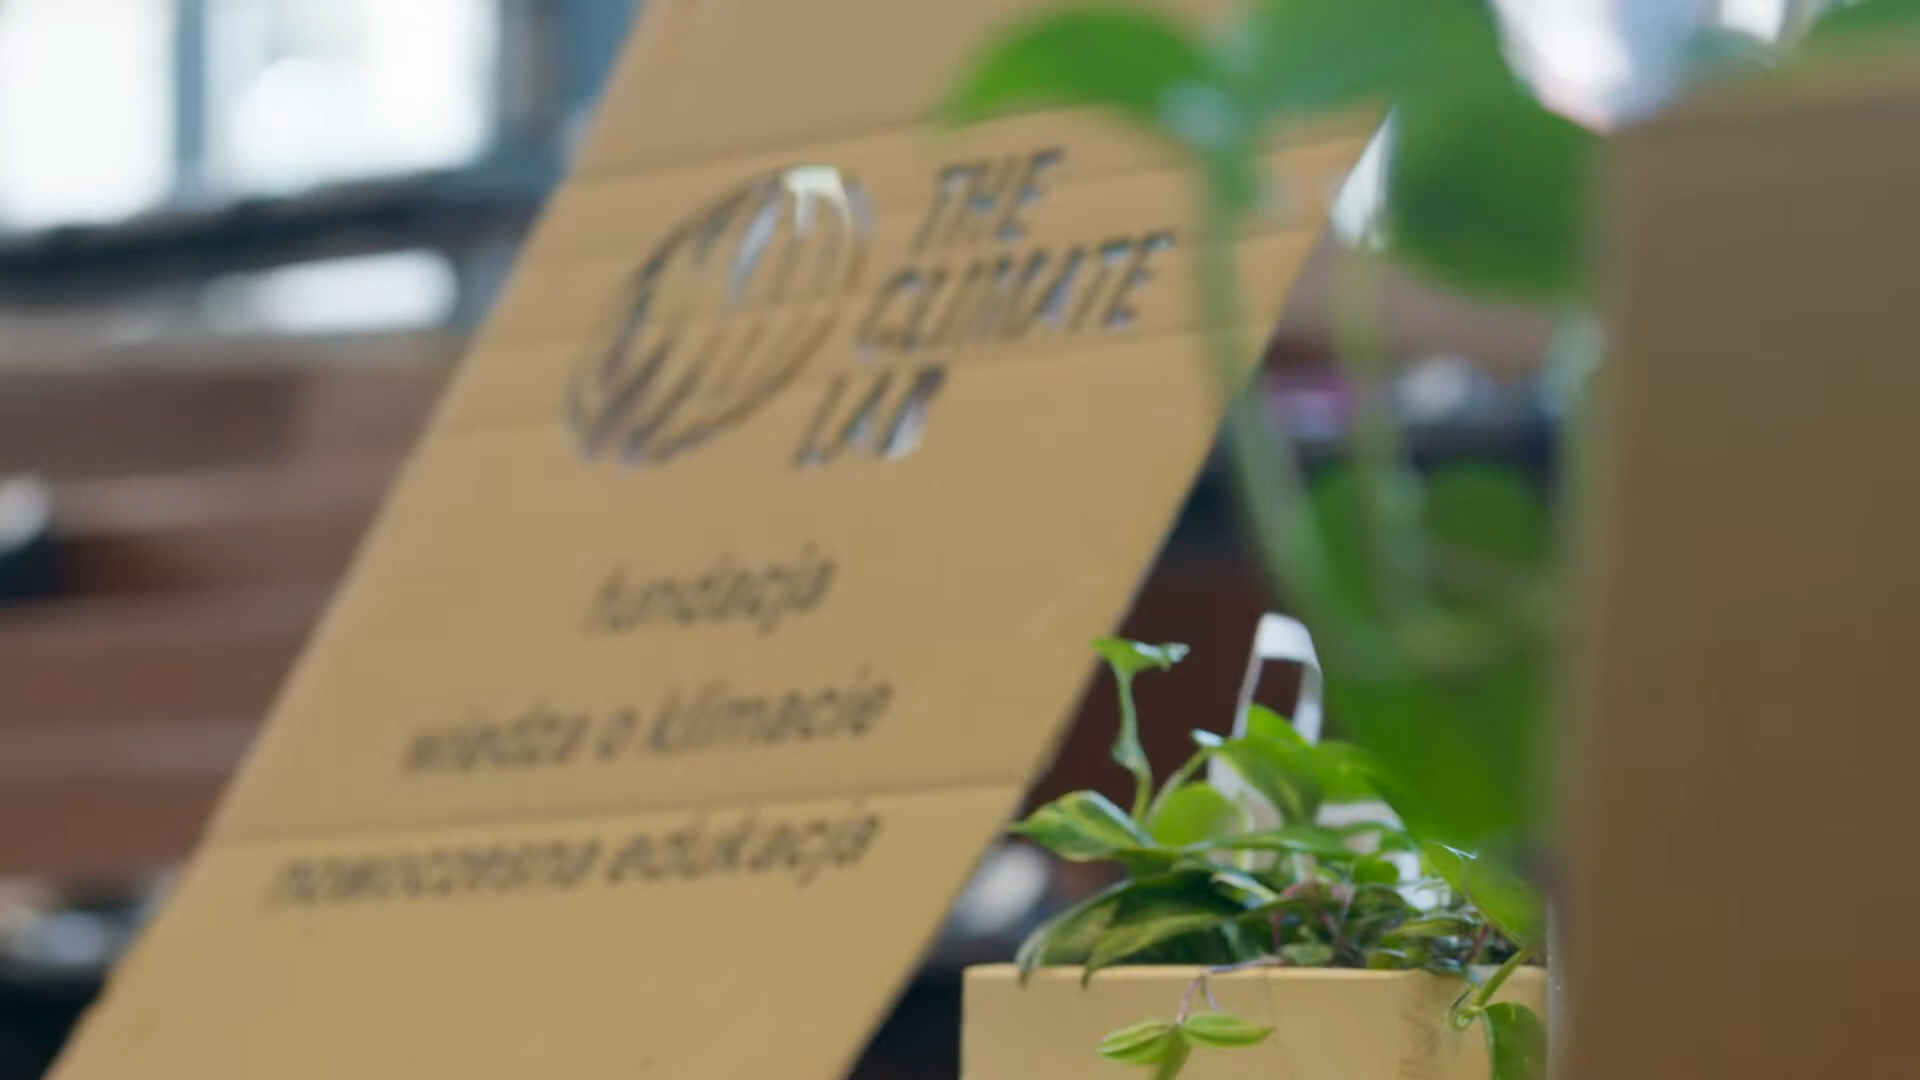 THE
CLIMATE
LAB
fundacja
wiedza o klimacie
nowoczesna edukacja